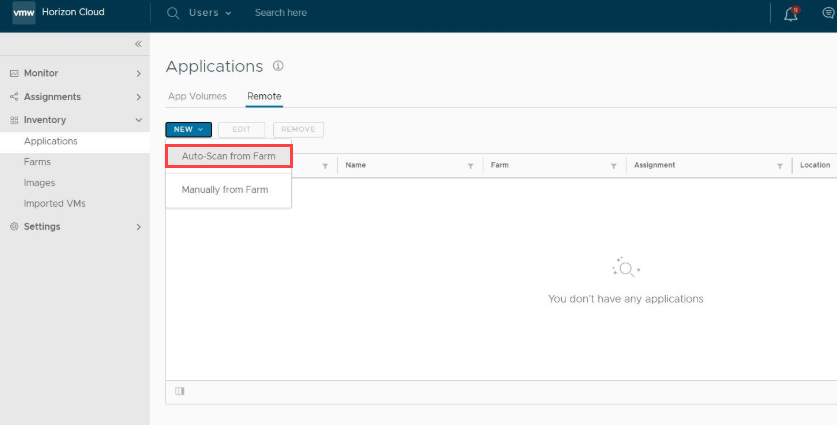 vmw Horizon Cloud Users Search here 9
Monitor
Assignments
Inventory
Applications
Farms
Images
Imported VMs
Settings
Applications
App Volumes Remote
NEW EDIT REMOVE
Auto-Scan from Farm
Manually from Farm
Name Farm Assignment Location
You don't have any applications